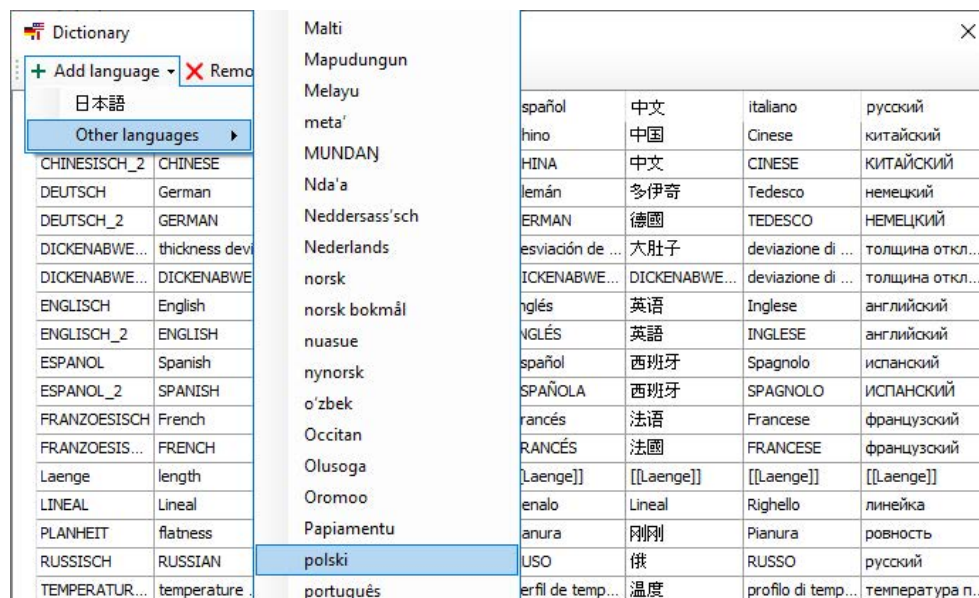 Dictionary
Add language
Remo
日本語
Other languages
Malti
Mapudungun
Melayu
meta'
MUNDAŊ
Nda'a
Neddersass'sch
Nederlands
norsk
norsk bokmål
nuasue
nynorsk
o'zbek
Occitan
Olusoga
Oromoo
Papiamentu
polski
português
spañol 中文 italiano русский
hino 中国 Cinese китайский
CHINESISCH_2 CHINESE HINA 中文 CINESE КИТАЙСКИЙ
DEUTSCH German lemán 多伊奇 Tedesco немецкий
DEUTSCH_2 GERMAN ERMAN 德國 TEDESCO НЕМЕЦКИЙ
DICKENABWE... thickness devi esviación de ... 大肚子 deviazione di ... толщина откл...
DICKENABWE... DICKENABWE ICKENABWE... DICKENABWE... deviazione di ... толщина откл...
ENGLISCH English nglés 英语 Inglese английский
ENGLISCH_2 ENGLISH NGLÉS 英語 INGLESE английский
ESPANOL Spanish spañol 西班牙 Spagnolo испанский
ESPANOL_2 SPANISH SPAÑOLA 西班牙 SPAGNOLO ИСПАНСКИЙ
FRANZOESISCH French rancés 法语 Francese французский
FRANZOESIS... FRENCH RANCÉS 法國 FRANCESE французский
Laenge length [Laenge]] [[Laenge]] [[Laenge]] [[Laenge]]
LINEAL Lineal enalo Lineal Righello линейка
PLANHEIT flatness anura 刚刚 Pianura ровность
RUSSISCH RUSSIAN USO 俄 RUSSO русский
TEMPERATUR... temperature . erfil de temp... 温度 profilo di temp... температура п...